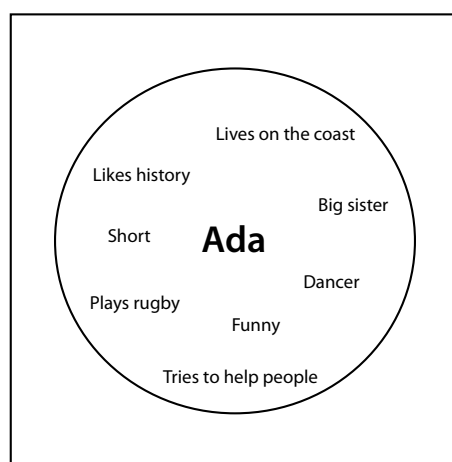 Lives on the coast
Likes history
Big sister
Short
Ada
Dancer
Plays rugby
Funny
Tries to help people